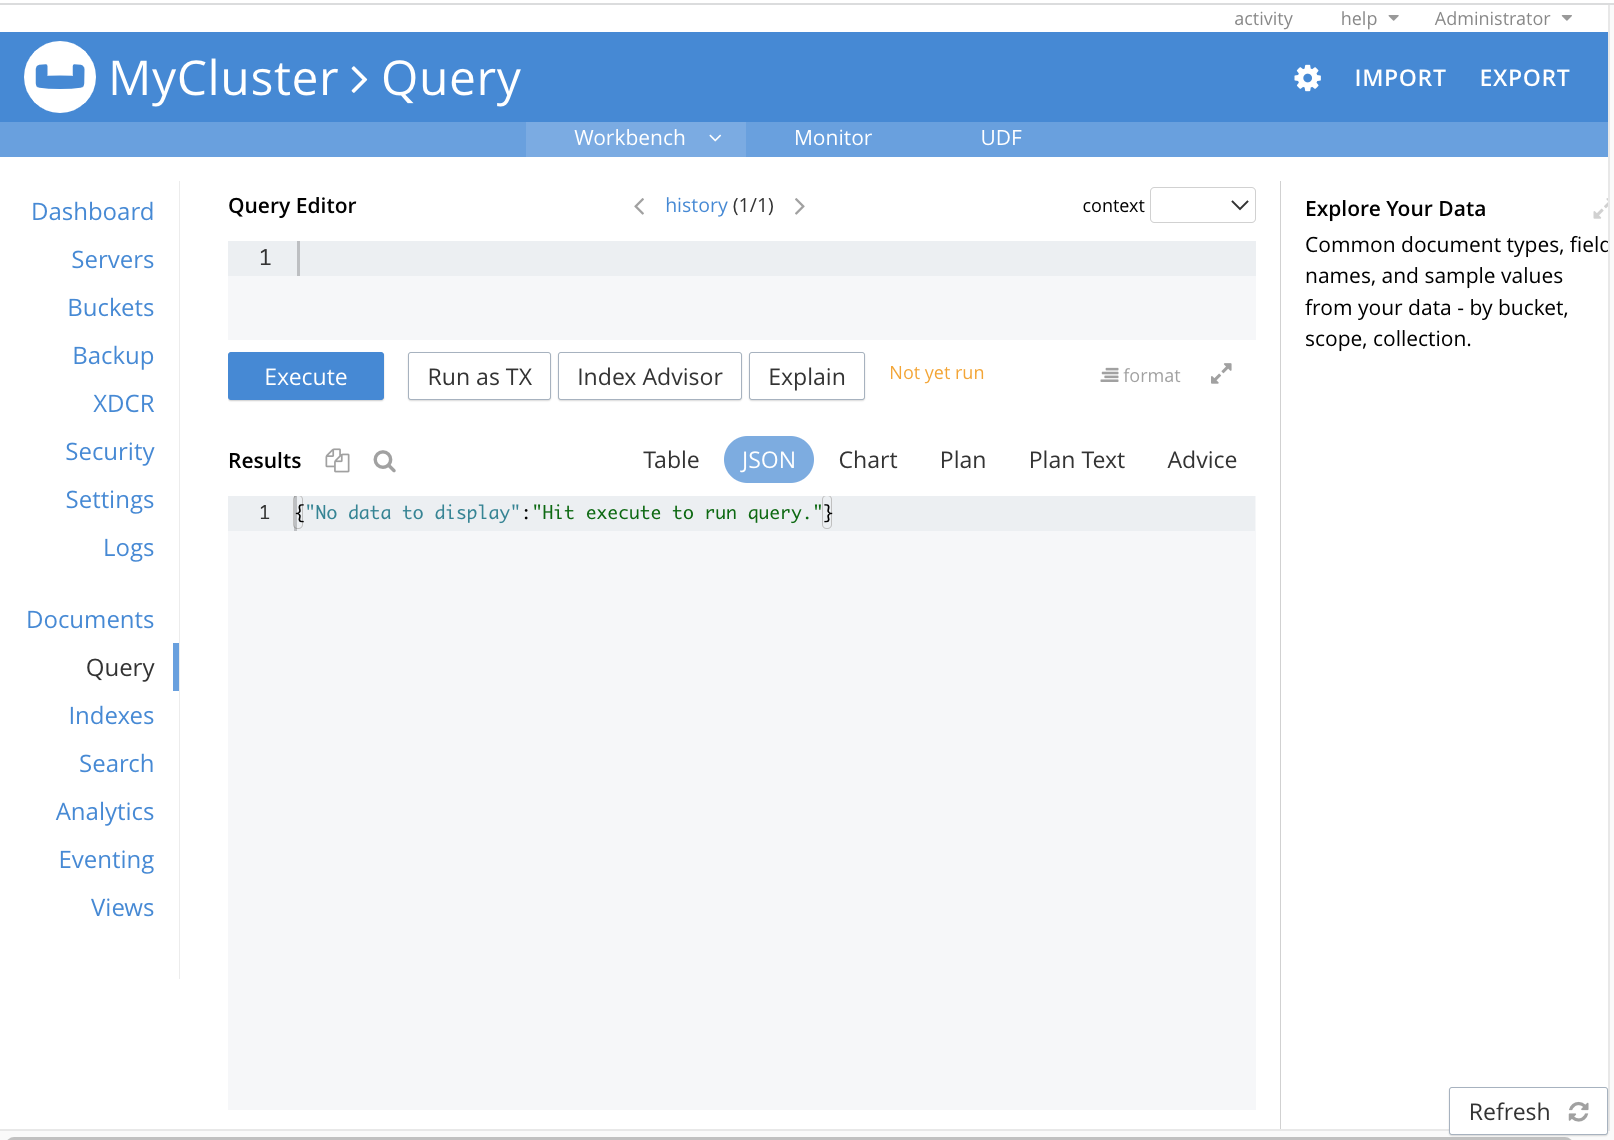 activity help Administrator
MyCluster > Query IMPORT EXPORT
Workbench Monitor UDF
Dashboard
Servers
Buckets
Backup
XDCR
Security
Settings
Logs
Documents
Query
Indexes
Search
Analytics
Eventing
Views
Query Editor < history (1/1) > context
1
Execute Run as TX Index Advisor Explain Not yet run format
Results Table JSON Chart Plan Plan Text Advice
1 {"No data to display":"Hit execute to run query."}
Explore Your Data
Common document types, field
names, and sample values
from your data - by bucket,
scope, collection.
Refresh